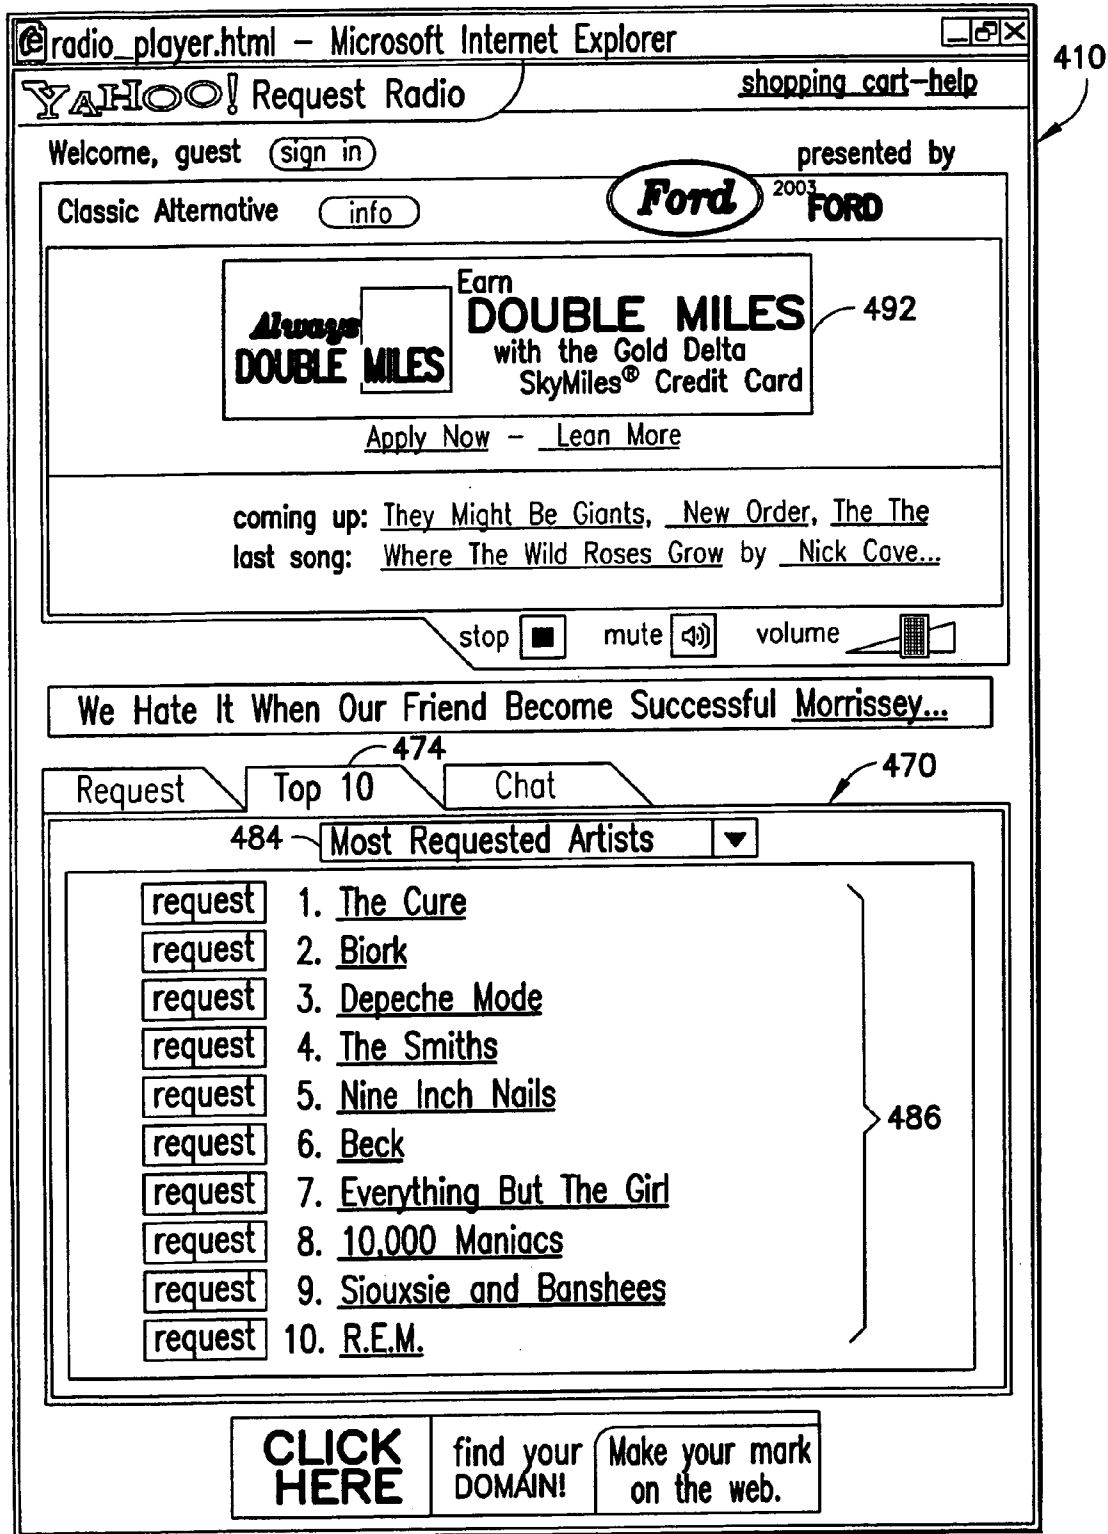 radio_player.html – Microsoft Internet Explorer
410
YAHOO! Request Radio
shopping cart-help
Welcome, guest sign in
presented by
Classic Alternative info
Ford 2003 FORD
Earn
DOUBLE MILES
with the Gold Delta
SkyMiles® Credit Card
Always
DOUBLE MILES
492
Apply Now – Lean More
coming up: They Might Be Giants, New Order, The The
last song: Where The Wild Roses Grow by Nick Cave...
stop mute volume
We Hate It When Our Friend Become Successful Morrissey...
474
470
Request Top 10 Chat
484 Most Requested Artists
request 1. The Cure
request 2. Biork
request 3. Depeche Mode
request 4. The Smiths
request 5. Nine Inch Nails
request 6. Beck
request 7. Everything But The Girl
request 8. 10,000 Maniacs
request 9. Siouxsie and Banshees
request 10. R.E.M.
486
CLICK
HERE
find your
DOMAIN!
Make your mark
on the web.